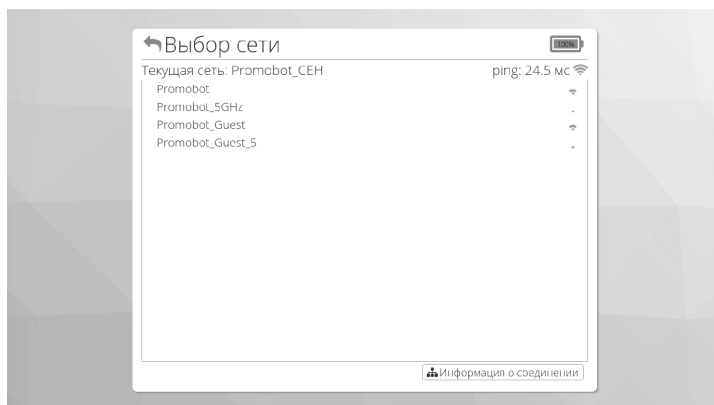 Выбор сети
100%
Текущая сеть: Promobot_CEH
ping: 24.5 мс
Promobot
Promobot_5GHz
Promobot_Guest
Promobot_Guest_5
Информация о соединении